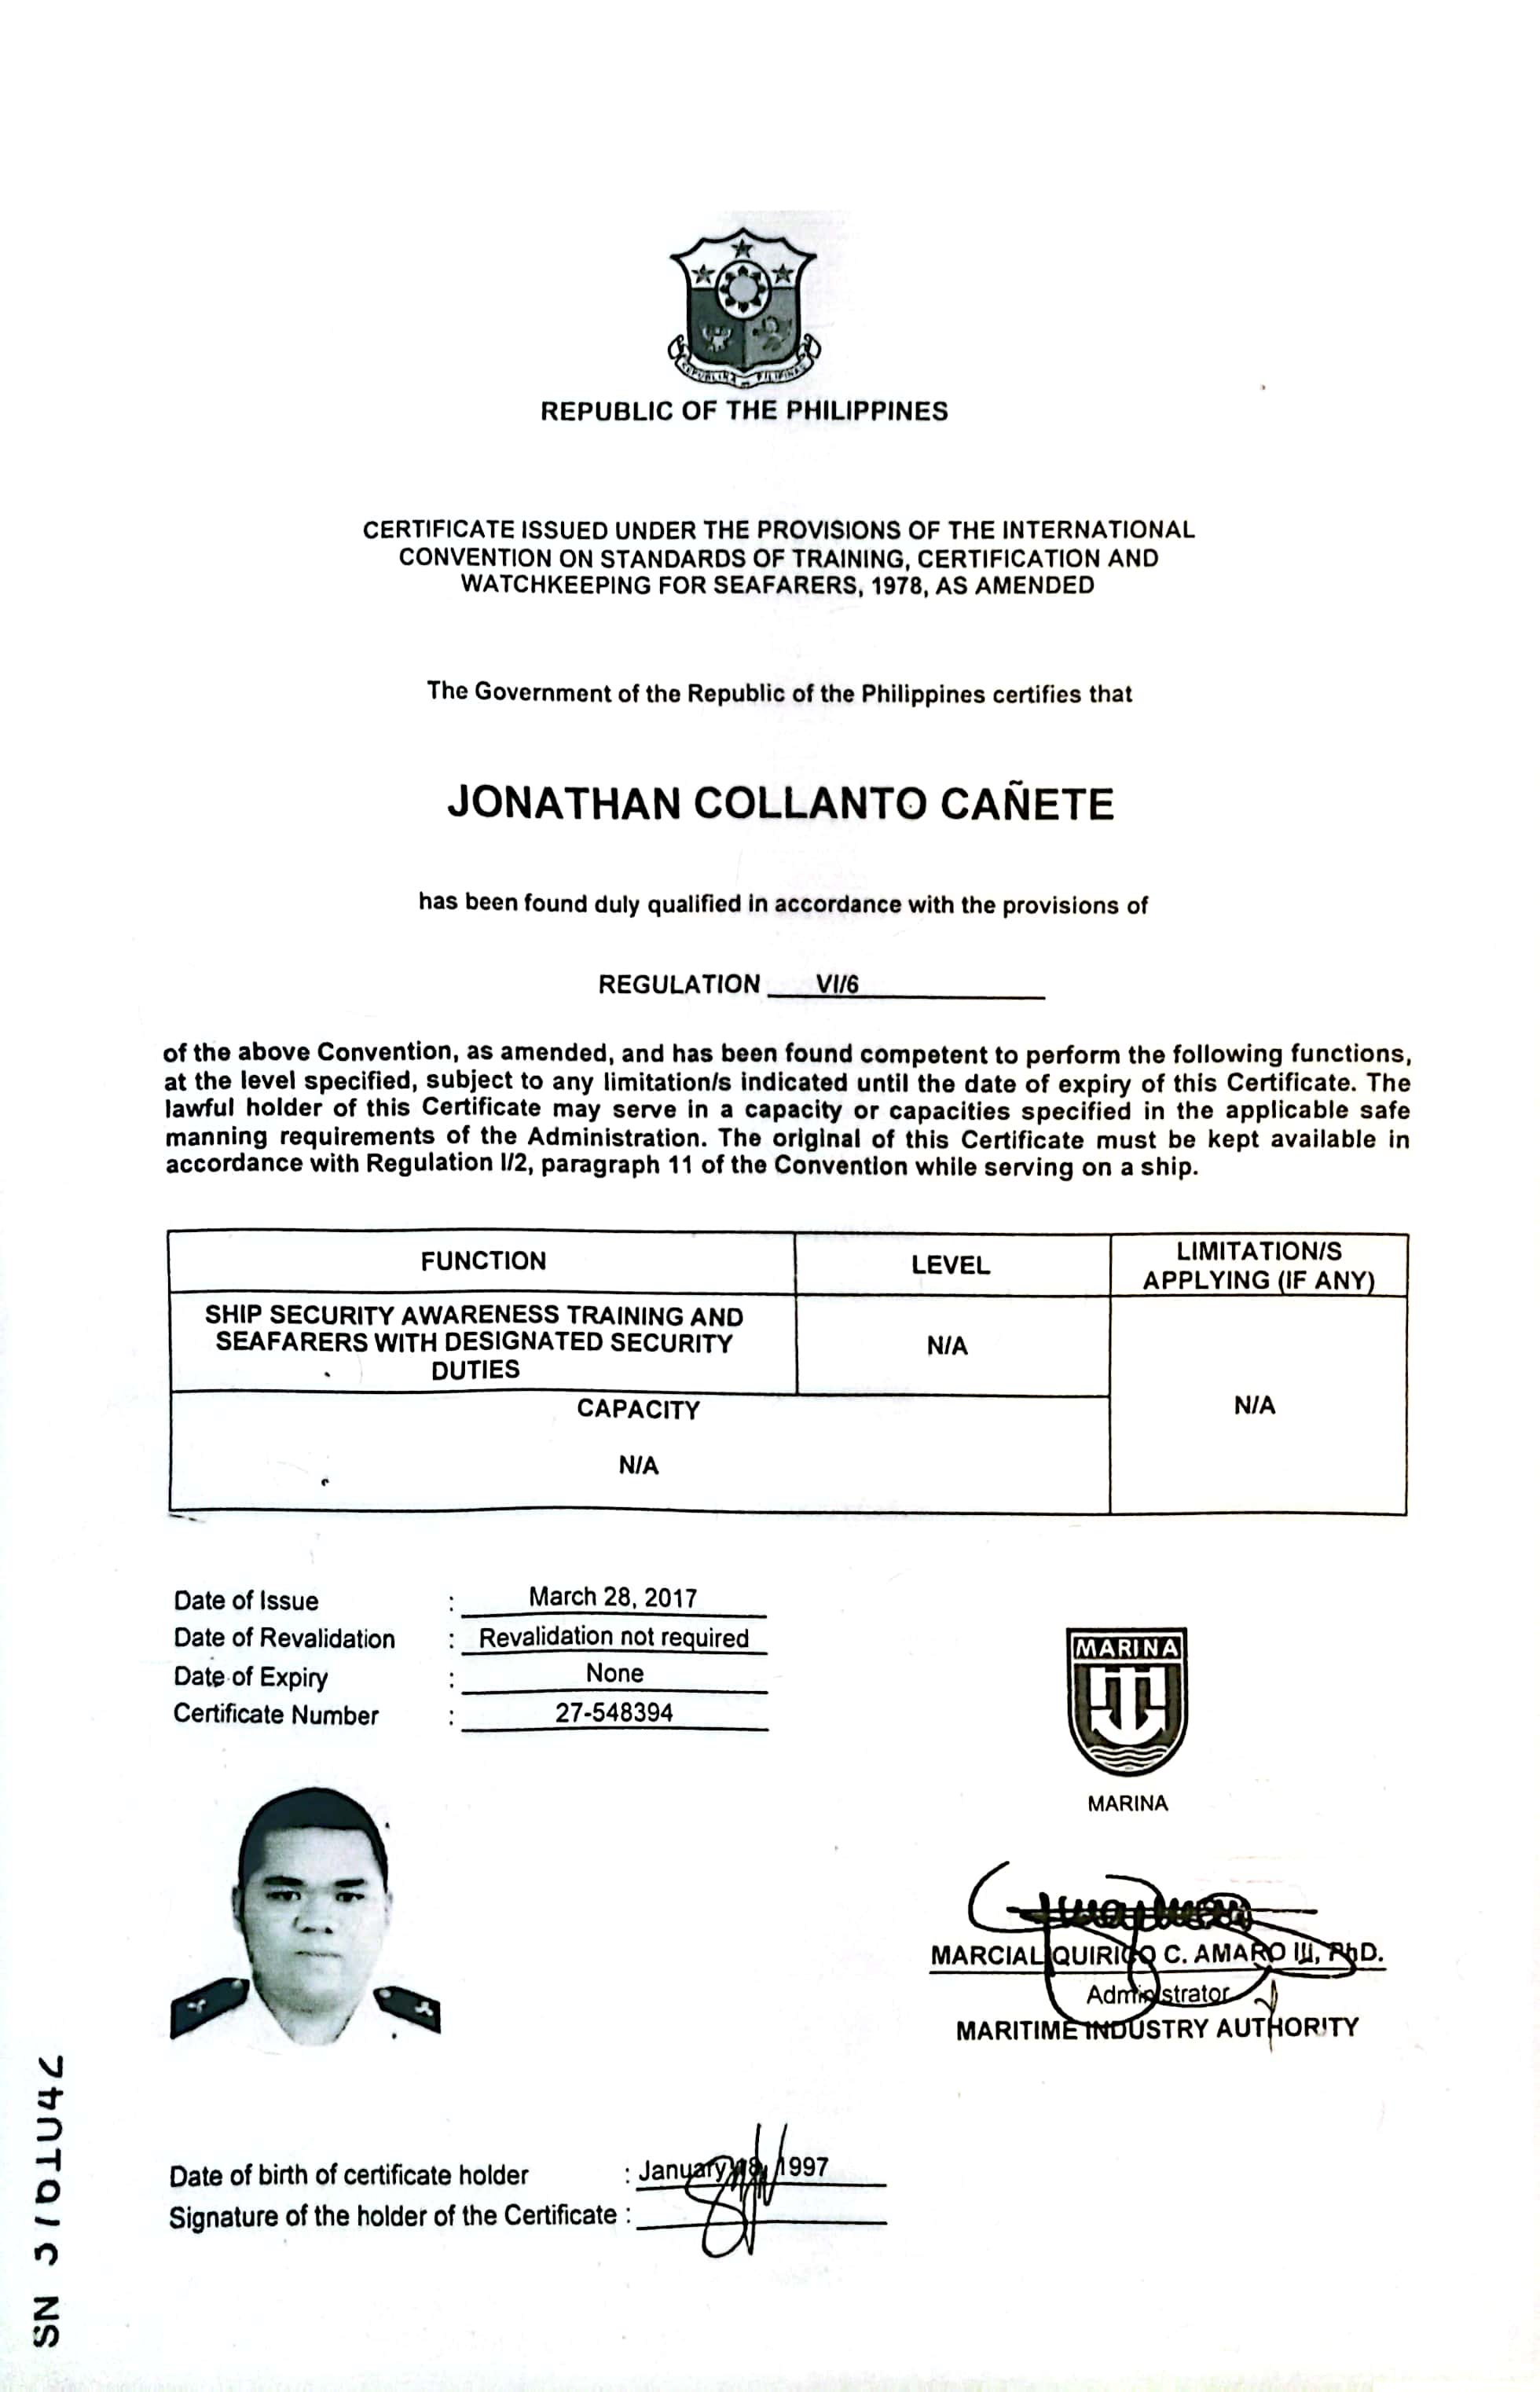 REPUBLIKA NG PILIPINAS
REPUBLIC OF THE PHILIPPINES
CERTIFICATE ISSUED UNDER THE PROVISIONS OF THE INTERNATIONAL
CONVENTION ON STANDARDS OF TRAINING, CERTIFICATION AND
WATCHKEEPING FOR SEAFARERS, 1978, AS AMENDED
The Government of the Republic of the Philippines certifies that
JONATHAN COLLANTO CAÑETE
has been found duly qualified in accordance with the provisions of
REGULATION VI/6
of the above Convention, as amended, and has been found competent to perform the following functions,
at the level specified, subject to any limitation/s indicated until the date of expiry of this Certificate. The
lawful holder of this Certificate may serve in a capacity or capacities specified in the applicable safe
manning requirements of the Administration. The original of this Certificate must be kept available in
accordance with Regulation I/2, paragraph 11 of the Convention while serving on a ship.
FUNCTION LEVEL LIMITATION/S
APPLYING (IF ANY)
SHIP SECURITY AWARENESS TRAINING AND
SEAFARERS WITH DESIGNATED SECURITY
DUTIES
N/A
N/A
CAPACITY
N/A
Date of Issue : March 28, 2017
Date of Revalidation : Revalidation not required
Date of Expiry : None
Certificate Number : 27-548394
MARINA
MARINA
MARCIAL QUIRICO C. AMARO III, PhD.
Administrator
MARITIME INDUSTRY AUTHORITY
Date of birth of certificate holder : January 18, 1997
Signature of the holder of the Certificate :
SN